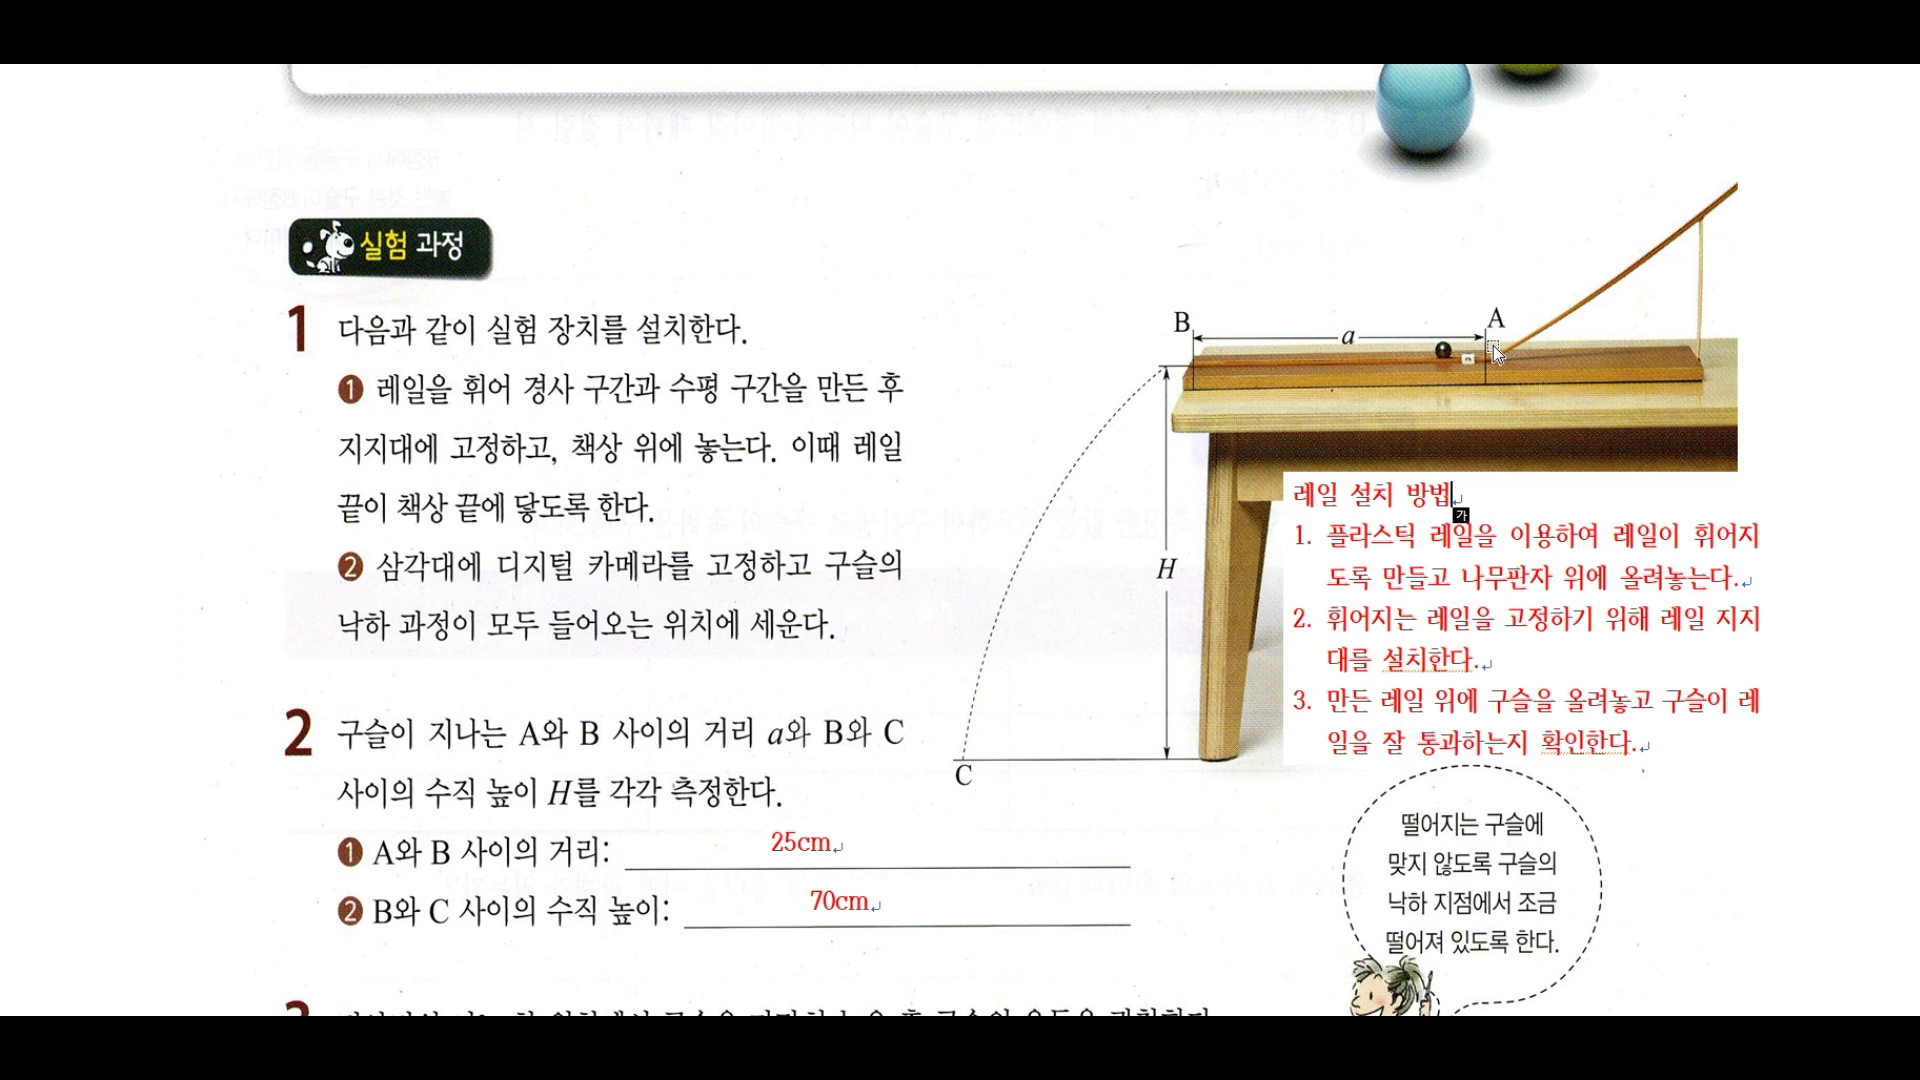 실험 과정
1 다음과 같이 실험 장치를 설치한다.
❶ 레일을 휘어 경사 구간과 수평 구간을 만든 후
지지대에 고정하고, 책상 위에 놓는다. 이때 레일
끝이 책상 끝에 닿도록 한다.
❷ 삼각대에 디지털 카메라를 고정하고 구슬의
낙하 과정이 모두 들어오는 위치에 세운다.
2 구슬이 지나는 A와 B 사이의 거리 a와 B와 C
사이의 수직 높이 H를 각각 측정한다.
❶ A와 B 사이의 거리: 25cm
❷ B와 C 사이의 수직 높이: 70cm
B
a
A
H
C
레일 설치 방법
가
1. 플라스틱 레일을 이용하여 레일이 휘어지
도록 만들고 나무판자 위에 올려놓는다.
2. 휘어지는 레일을 고정하기 위해 레일 지지
대를 설치한다.
3. 만든 레일 위에 구슬을 올려놓고 구슬이 레
일을 잘 통과하는지 확인한다.
떨어지는 구슬에
맞지 않도록 구슬의
낙하 지점에서 조금
떨어져 있도록 한다.